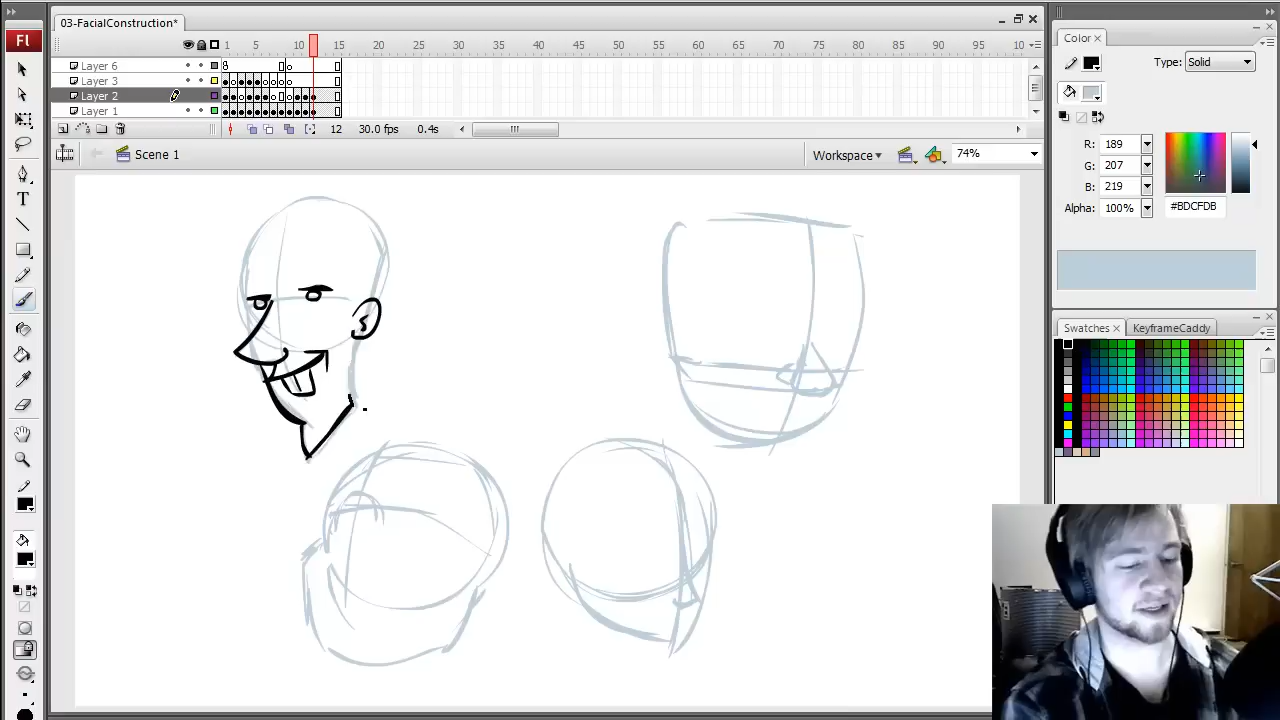 03-FacialConstruction*
Fl
1 5 10 15 20 25 30 35 40 45 50 55 60 65 70 75 80 85 90 95 10
Layer 6
Layer 3
Layer 2
Layer 1
12 30.0 fps 0.4s
Scene 1
Workspace
74%
Color
Type: Solid
R: 189
G: 207
B: 219
Alpha: 100%
#BDCFDB
Swatches KeyframeCaddy
T